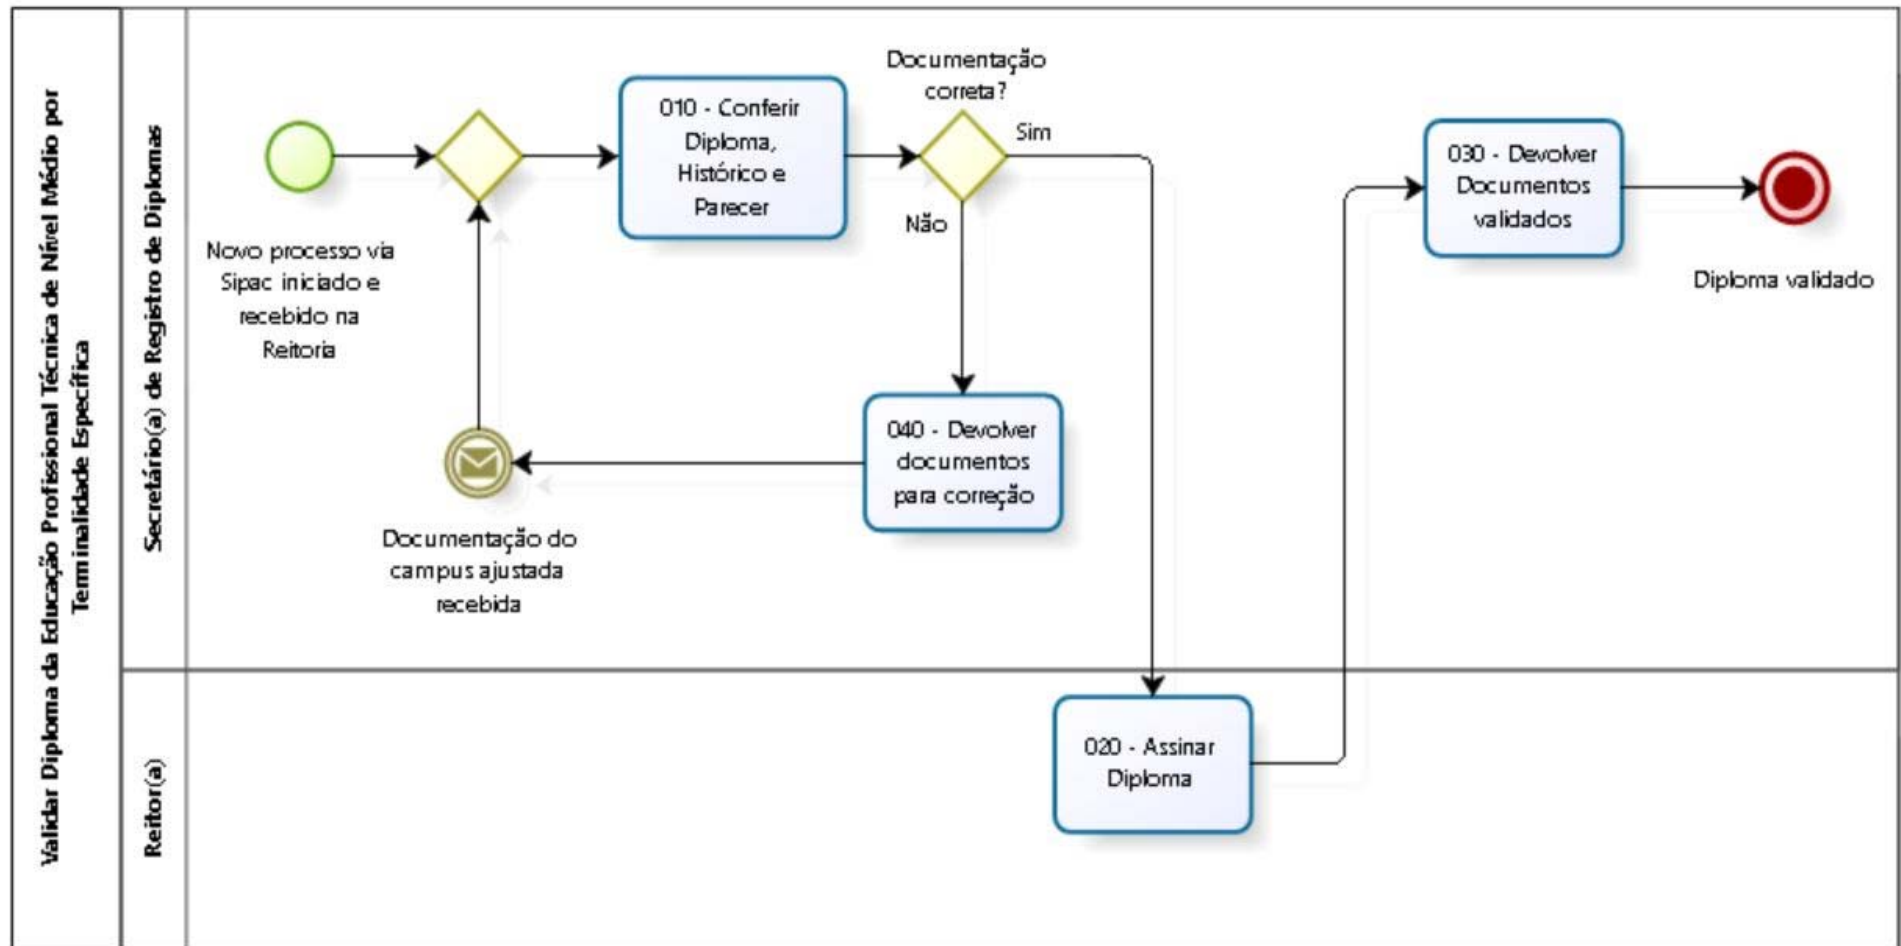 Validar Diploma da Educação Profissional Técnica de Nível Médio por
Terminalidade Específica
Secretário(a) de Registro de Diplomas
Novo processo via
Sipac iniciado e
recebido na
Reitoria
010 - Conferir
Diploma,
Histórico e
Parecer
Documentação
correta?
Sim
Não
040 - Devolver
documentos
para correção
Documentação do
campus ajustada
recebida
030 - Devolver
Documentos
validados
Diploma validado
Reitor(a)
020 - Assinar
Diploma